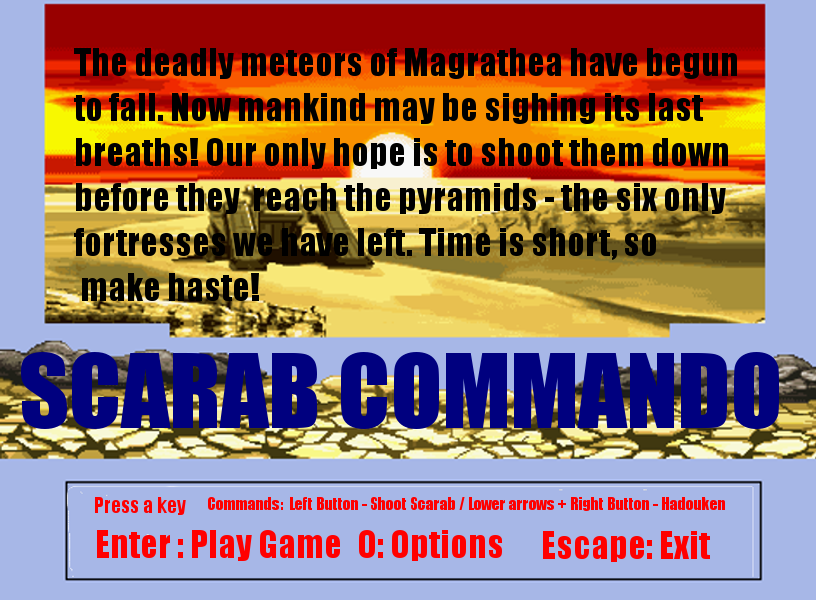 The deadly meteors of Magrathea have begun
to fall. Now mankind may be sighing its last
breaths! Our only hope is to shoot them down
before they reach the pyramids - the six only
fortresses we have left. Time is short, so
make haste!
SCARAB COMMANDO
Press a key Commands: Left Button - Shoot Scarab / Lower arrows + Right Button - Hadouken
Enter : Play Game O: Options Escape: Exit